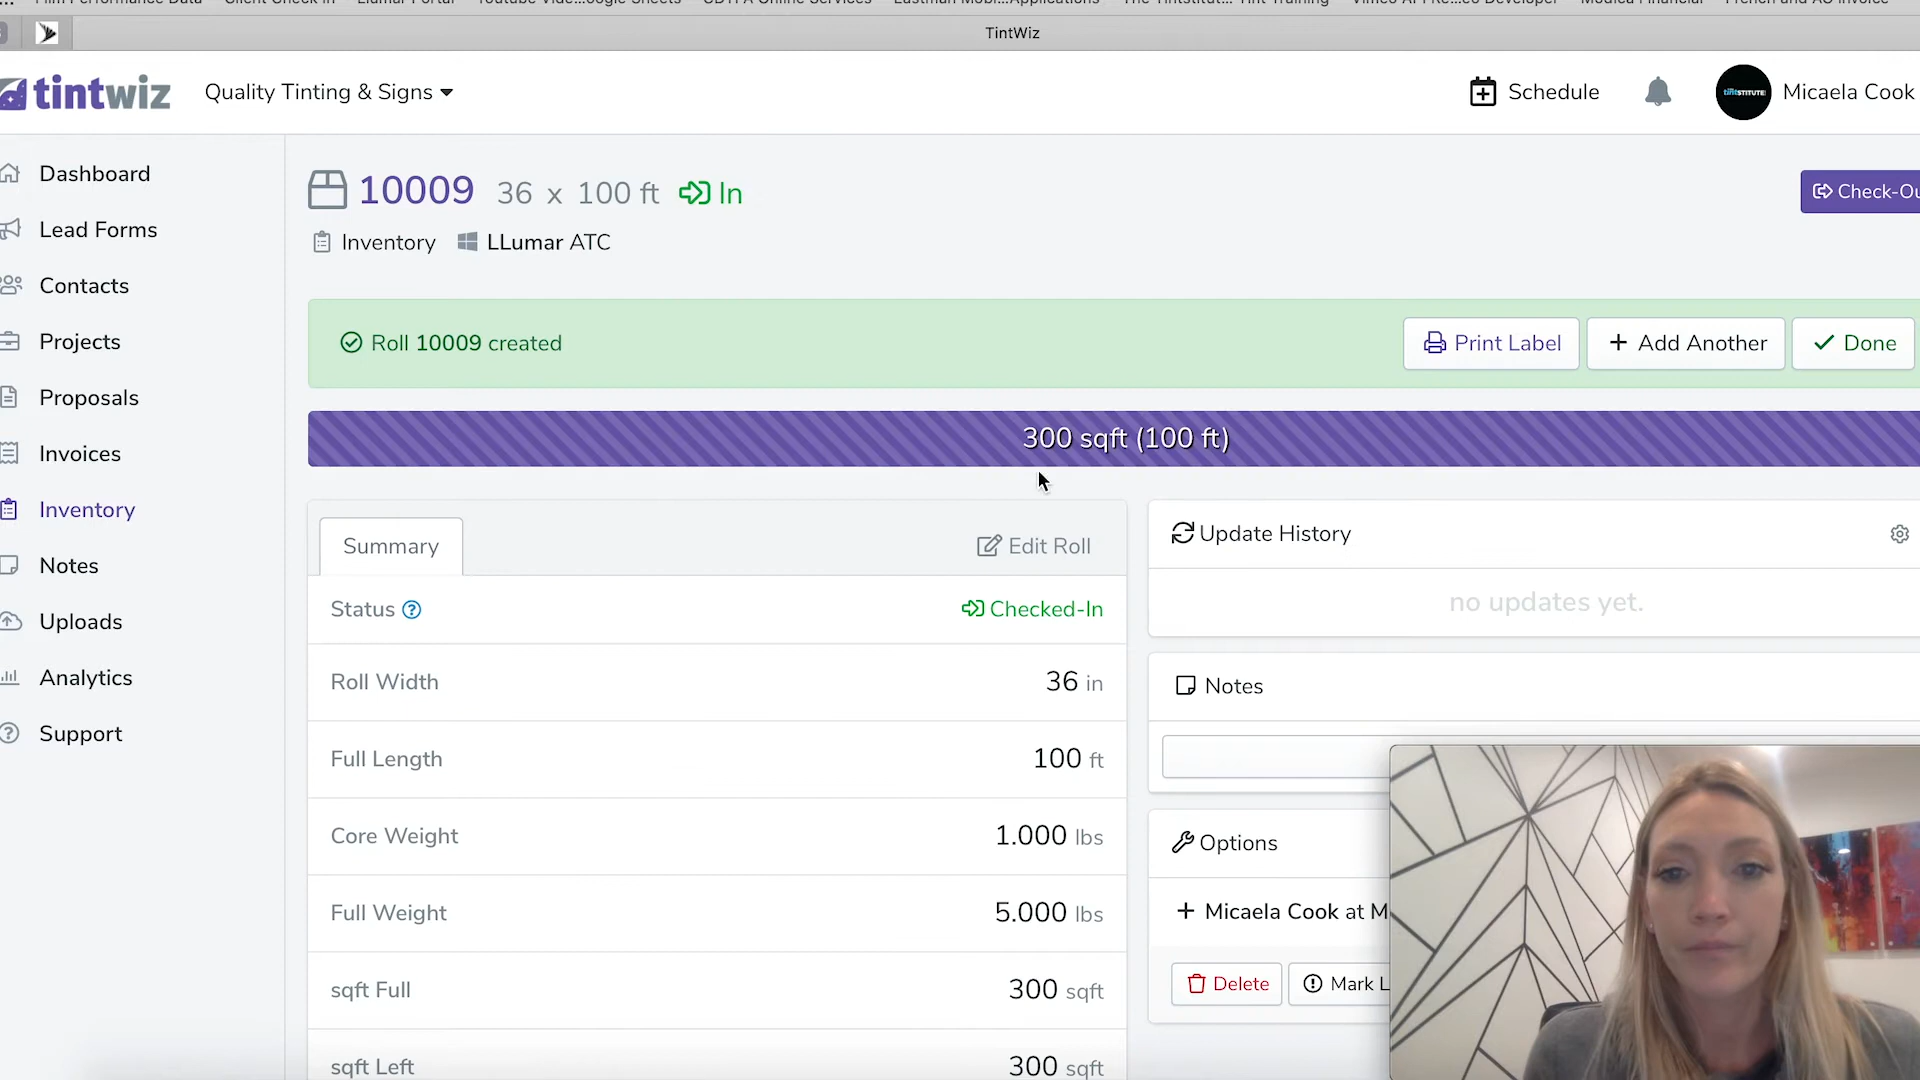 TintWiz
tintwiz Quality Tinting & Signs Schedule Micaela Cook
TINTSTITUTE
Dashboard
Lead Forms
Contacts
Projects
Proposals
Invoices
Inventory
Notes
Uploads
Analytics
Support
10009 36 x 100 ft In
Check-Ou
Inventory LLumar ATC
Roll 10009 created
Print Label + Add Another Done
300 sqft (100 ft)
Summary Edit Roll
Status ? Checked-In
Roll Width 36 in
Full Length 100 ft
Core Weight 1.000 lbs
Full Weight 5.000 lbs
sqft Full 300 sqft
sqft Left 300 sqft
Update History
no updates yet.
Notes
Options
+ Micaela Cook at M
Delete Mark L